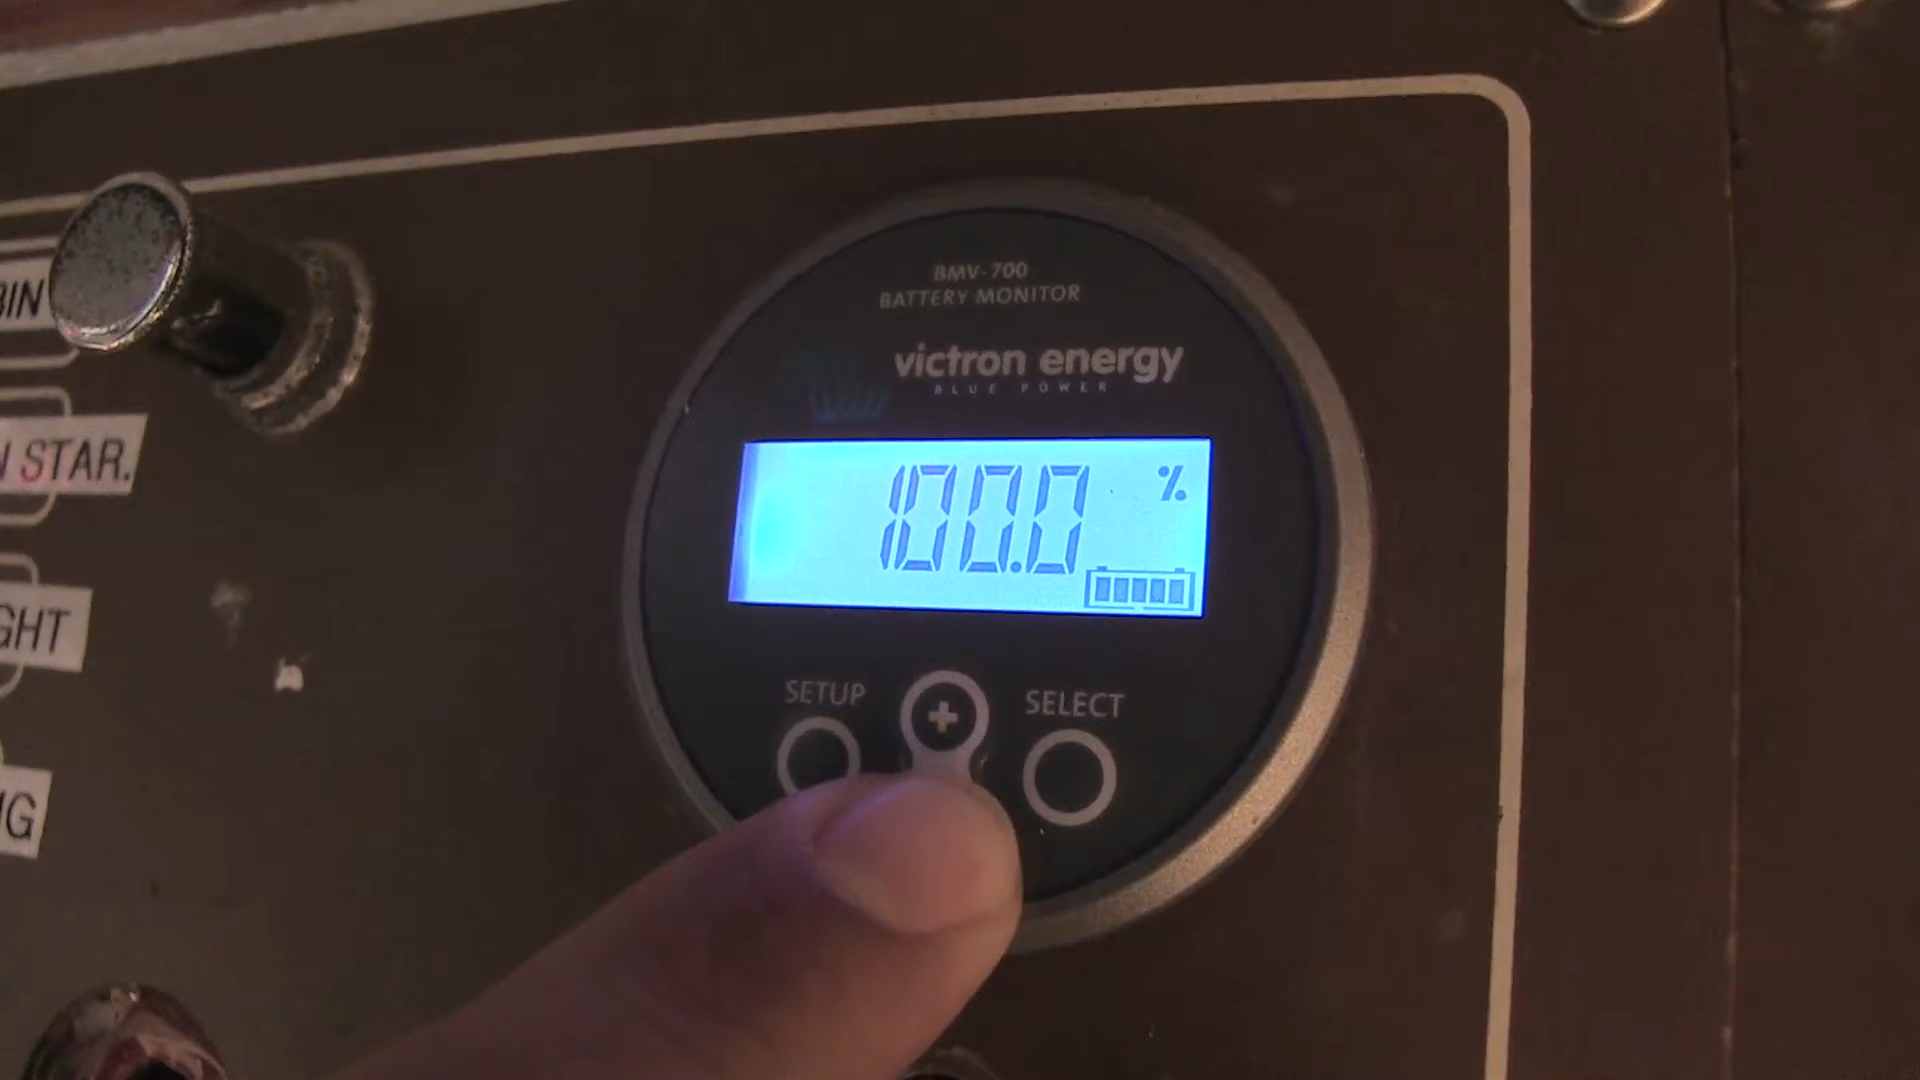 BMV-700
BATTERY MONITOR
victron energy
BLUE POWER
100.0 %
SETUP
+
SELECT
BIN
N STAR.
GHT
NG